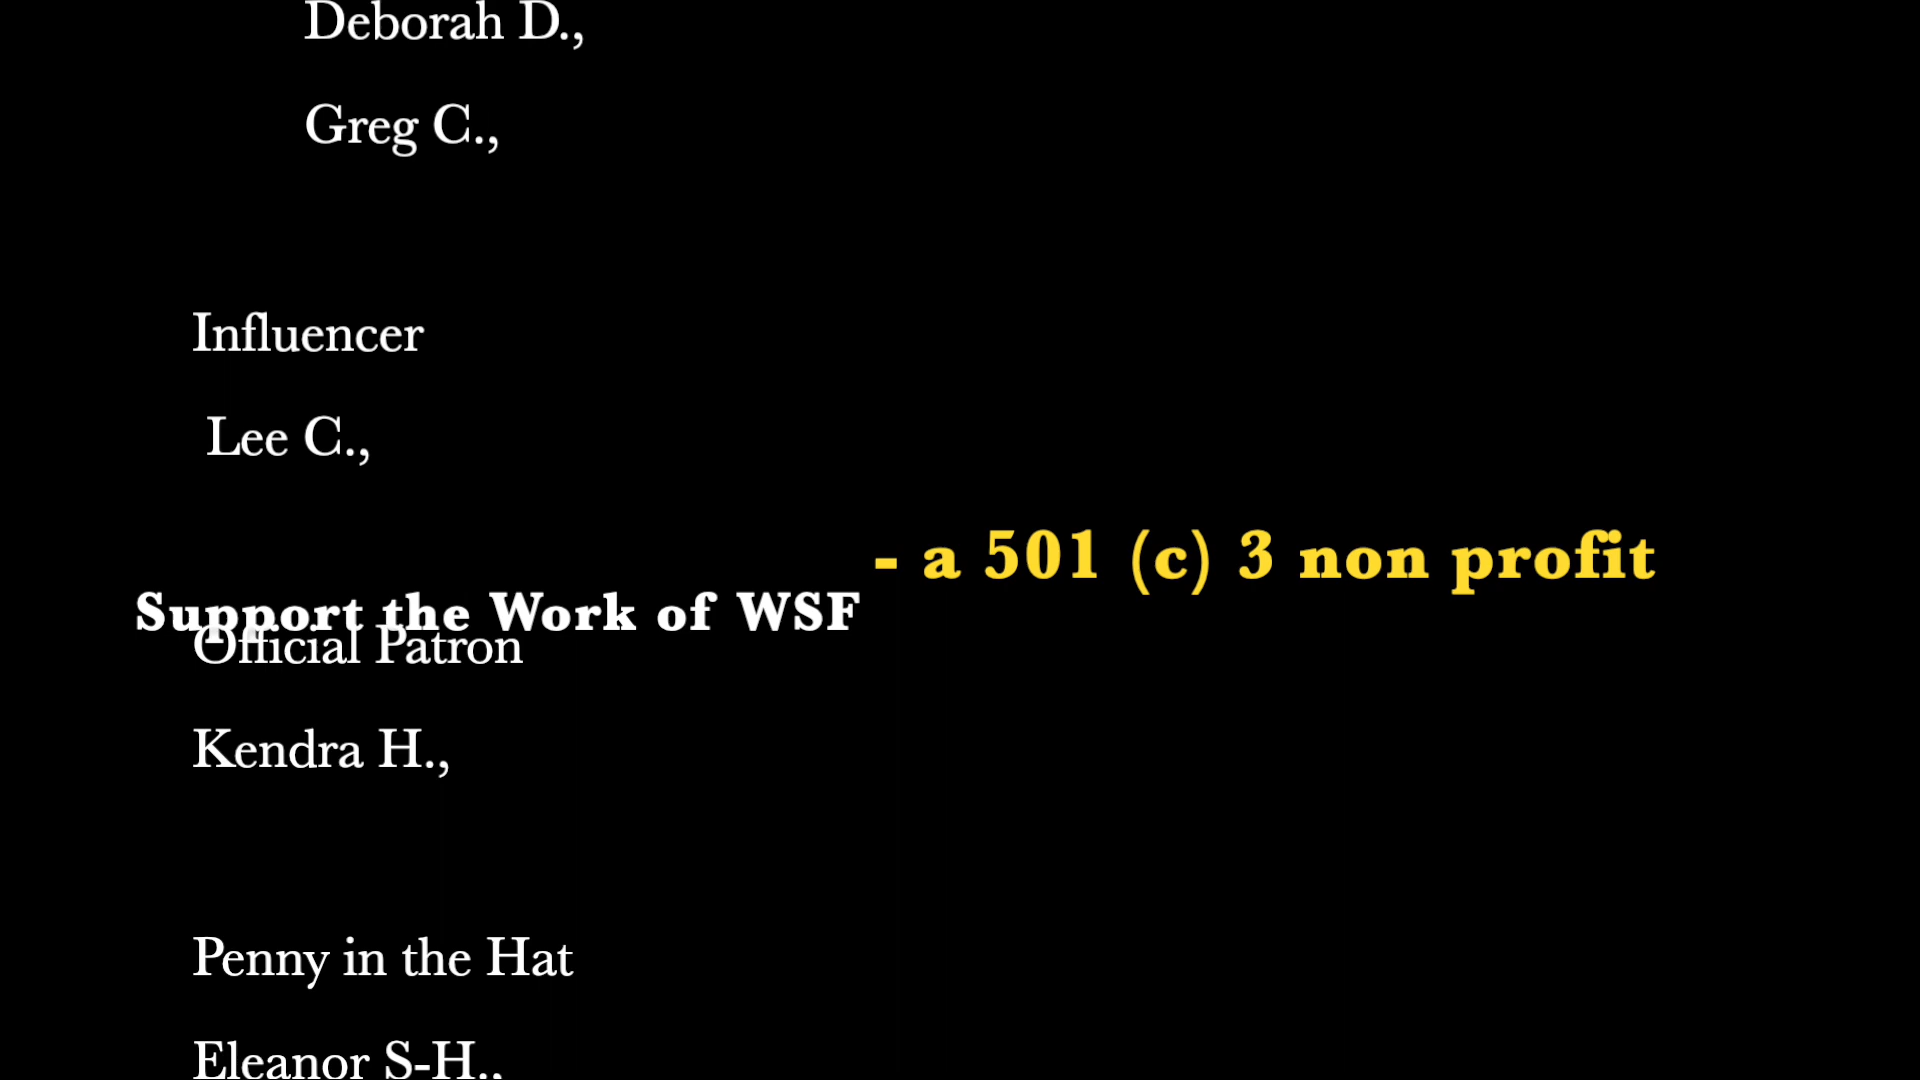 Deborah D.,
Greg C.,
Influencer
Lee C.,
- a 501 (c) 3 non profit
Support the Work of WSF
Official Patron
Kendra H.,
Penny in the Hat
Eleanor S-H.,